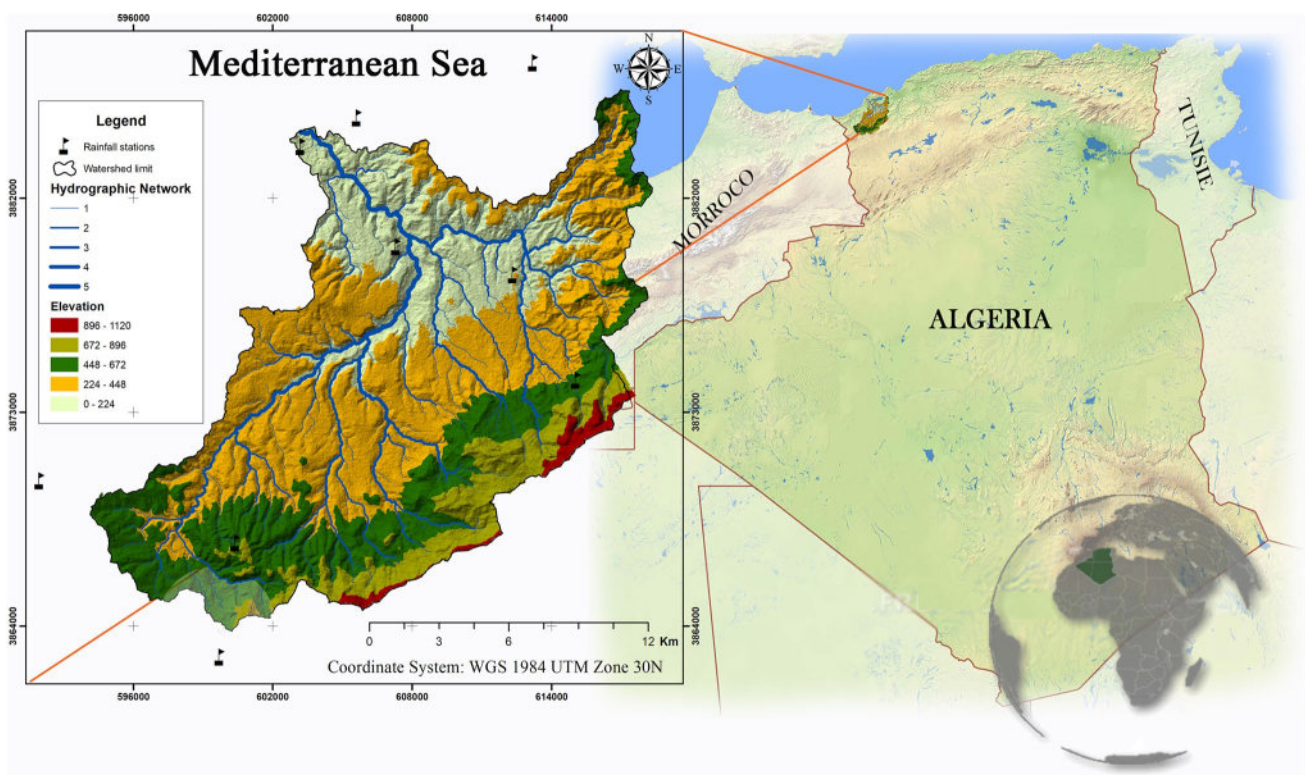 596000
602000
608000
614000
Mediterranean Sea
N
W
E
S
Legend
Rainfall stations
Watershed limit
Hydrographic Network
1
2
3
4
5
Elevation
896 - 1120
672 - 896
448 - 672
224 - 448
0 - 224
3882000
3873000
3864000
3882000
3873000
3864000
0
3
6
12 Km
Coordinate System: WGS 1984 UTM Zone 30N
596000
602000
608000
614000
MORROCO
ALGERIA
TUNISIE